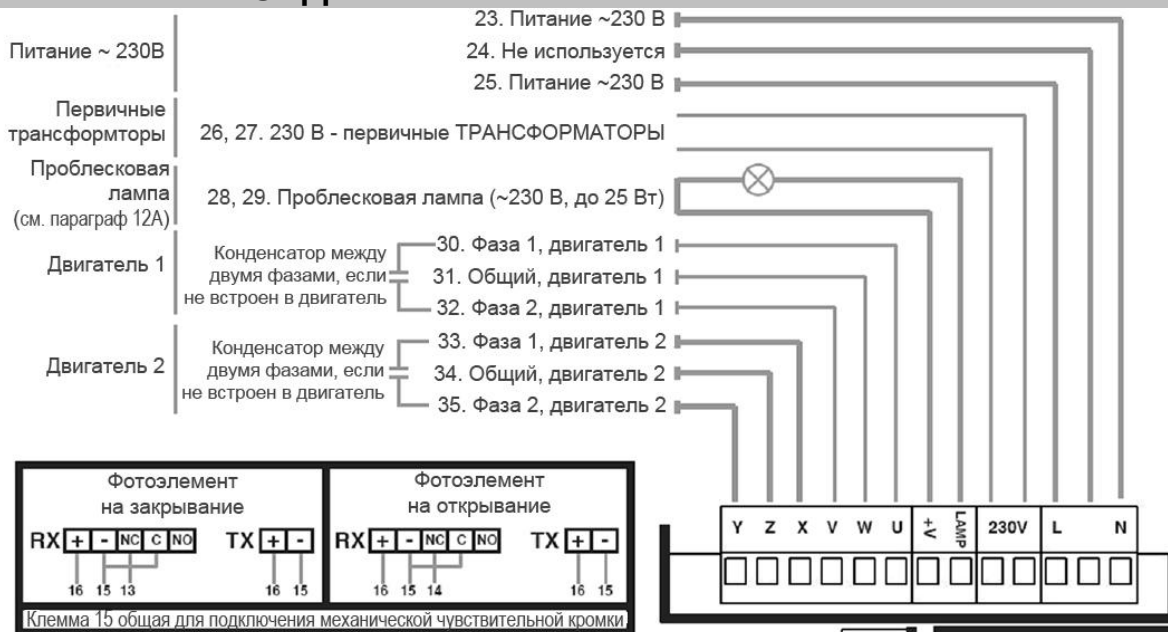 23. Питание ~230 В
Питание ~ 230В
24. Не используется
25. Питание ~230 В
Первичные
трансформторы
26, 27. 230 В - первичные ТРАНСФОРМАТОРЫ
Проблесковая
лампа
(см. параграф 12А)
28, 29. Проблесковая лампа (~230 В, до 25 Вт)
Двигатель 1
Конденсатор между
двумя фазами, если
не встроен в двигатель
30. Фаза 1, двигатель 1
31. Общий, двигатель 1
32. Фаза 2, двигатель 1
Двигатель 2
Конденсатор между
двумя фазами, если
не встроен в двигатель
33. Фаза 1, двигатель 2
34. Общий, двигатель 2
35. Фаза 2, двигатель 2
Y Z X V W U +V LAMP 230V L N
Фотоэлемент
на закрывание
RX + - NC C NO TX + -
16 15 13 16 15
Фотоэлемент
на открывание
RX + - NC C NO TX + -
16 15 14 16 15
Клемма 15 общая для подключения механической чувствительной кромки